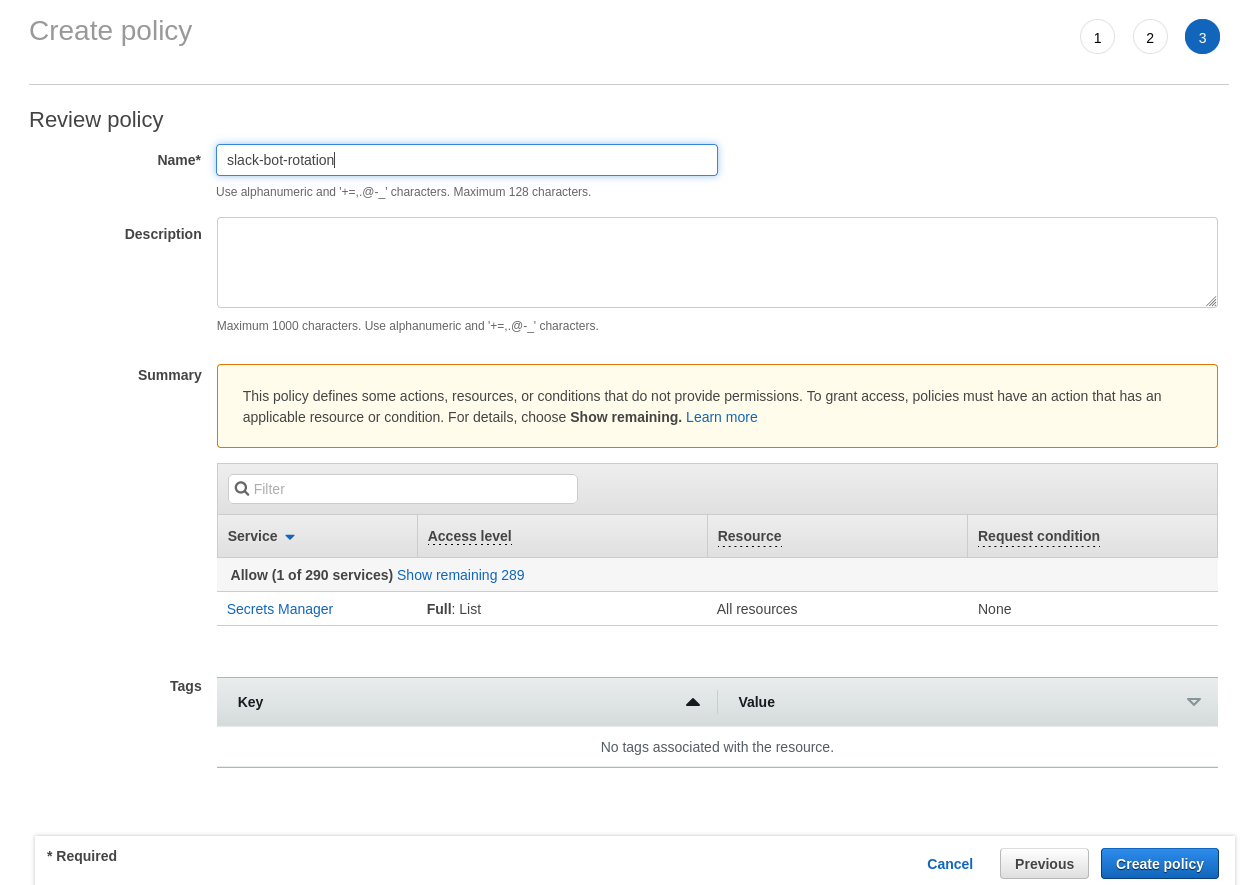 Create policy
1 2 3
Review policy
Name*
slack-bot-rotation
Use alphanumeric and '+=,.@-_' characters. Maximum 128 characters.
Description
Maximum 1000 characters. Use alphanumeric and '+=,.@-_' characters.
Summary
This policy defines some actions, resources, or conditions that do not provide permissions. To grant access, policies must have an action that has an
applicable resource or condition. For details, choose Show remaining. Learn more
Filter
Service Access level Resource Request condition
Allow (1 of 290 services) Show remaining 289
Secrets Manager Full: List All resources None
Tags
Key Value
No tags associated with the resource.
* Required
Cancel Previous Create policy